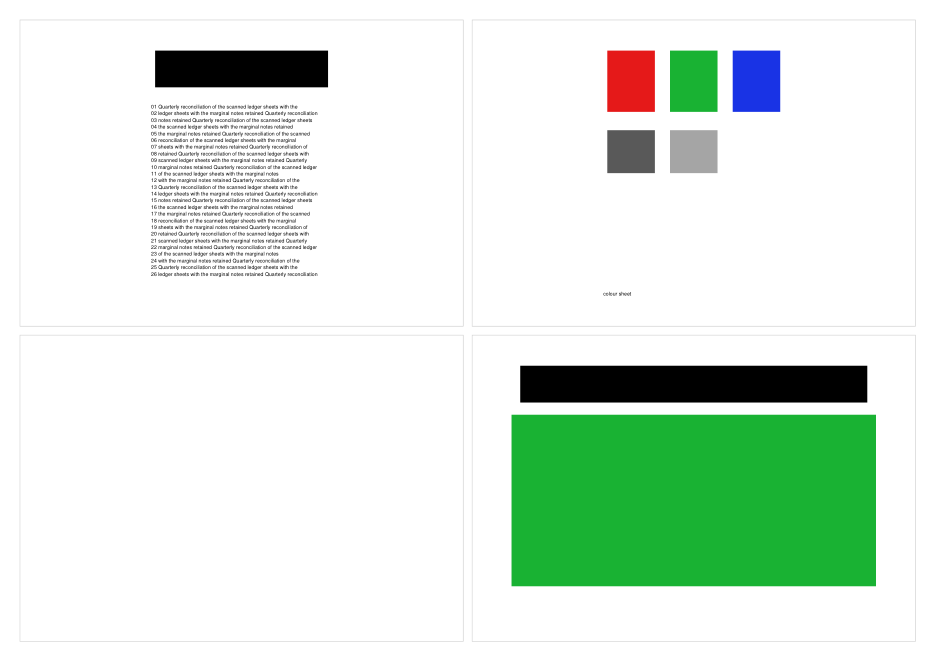 01 Quarterly reconciliation of the scanned ledger sheets with the
02 ledger sheets with the marginal notes retained Quarterly reconciliation
03 notes retained Quarterly reconciliation of the scanned ledger sheets
04 the scanned ledger sheets with the marginal notes retained
05 the marginal notes retained Quarterly reconciliation of the scanned
06 reconciliation of the scanned ledger sheets with the marginal
07 sheets with the marginal notes retained Quarterly reconciliation of
08 retained Quarterly reconciliation of the scanned ledger sheets with
09 scanned ledger sheets with the marginal notes retained Quarterly
10 marginal notes retained Quarterly reconciliation of the scanned ledger
11 of the scanned ledger sheets with the marginal notes
12 with the marginal notes retained Quarterly reconciliation of the
13 Quarterly reconciliation of the scanned ledger sheets with the
14 ledger sheets with the marginal notes retained Quarterly reconciliation
15 notes retained Quarterly reconciliation of the scanned ledger sheets
16 the scanned ledger sheets with the marginal notes retained
17 the marginal notes retained Quarterly reconciliation of the scanned
18 reconciliation of the scanned ledger sheets with the marginal
19 sheets with the marginal notes retained Quarterly reconciliation of
20 retained Quarterly reconciliation of the scanned ledger sheets with
21 scanned ledger sheets with the marginal notes retained Quarterly
22 marginal notes retained Quarterly reconciliation of the scanned ledger
23 of the scanned ledger sheets with the marginal notes
24 with the marginal notes retained Quarterly reconciliation of the
25 Quarterly reconciliation of the scanned ledger sheets with the
26 ledger sheets with the marginal notes retained Quarterly reconciliation
colour sheet